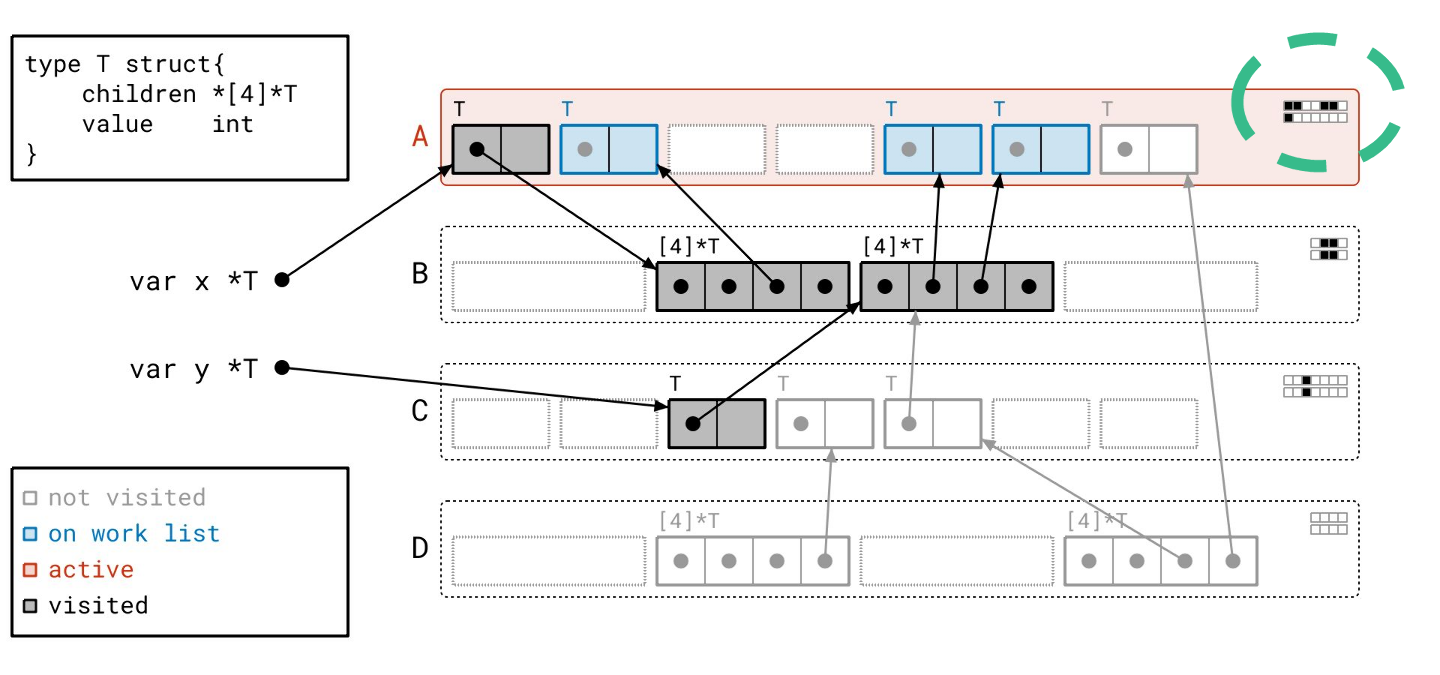 type T struct{
    children *[4]*T
    value    int
}
T
T
T
T
T
A
[4]*T
[4]*T
B
var x *T
var y *T
T
T
T
C
[4]*T
[4]*T
D
not visited
on work list
active
visited